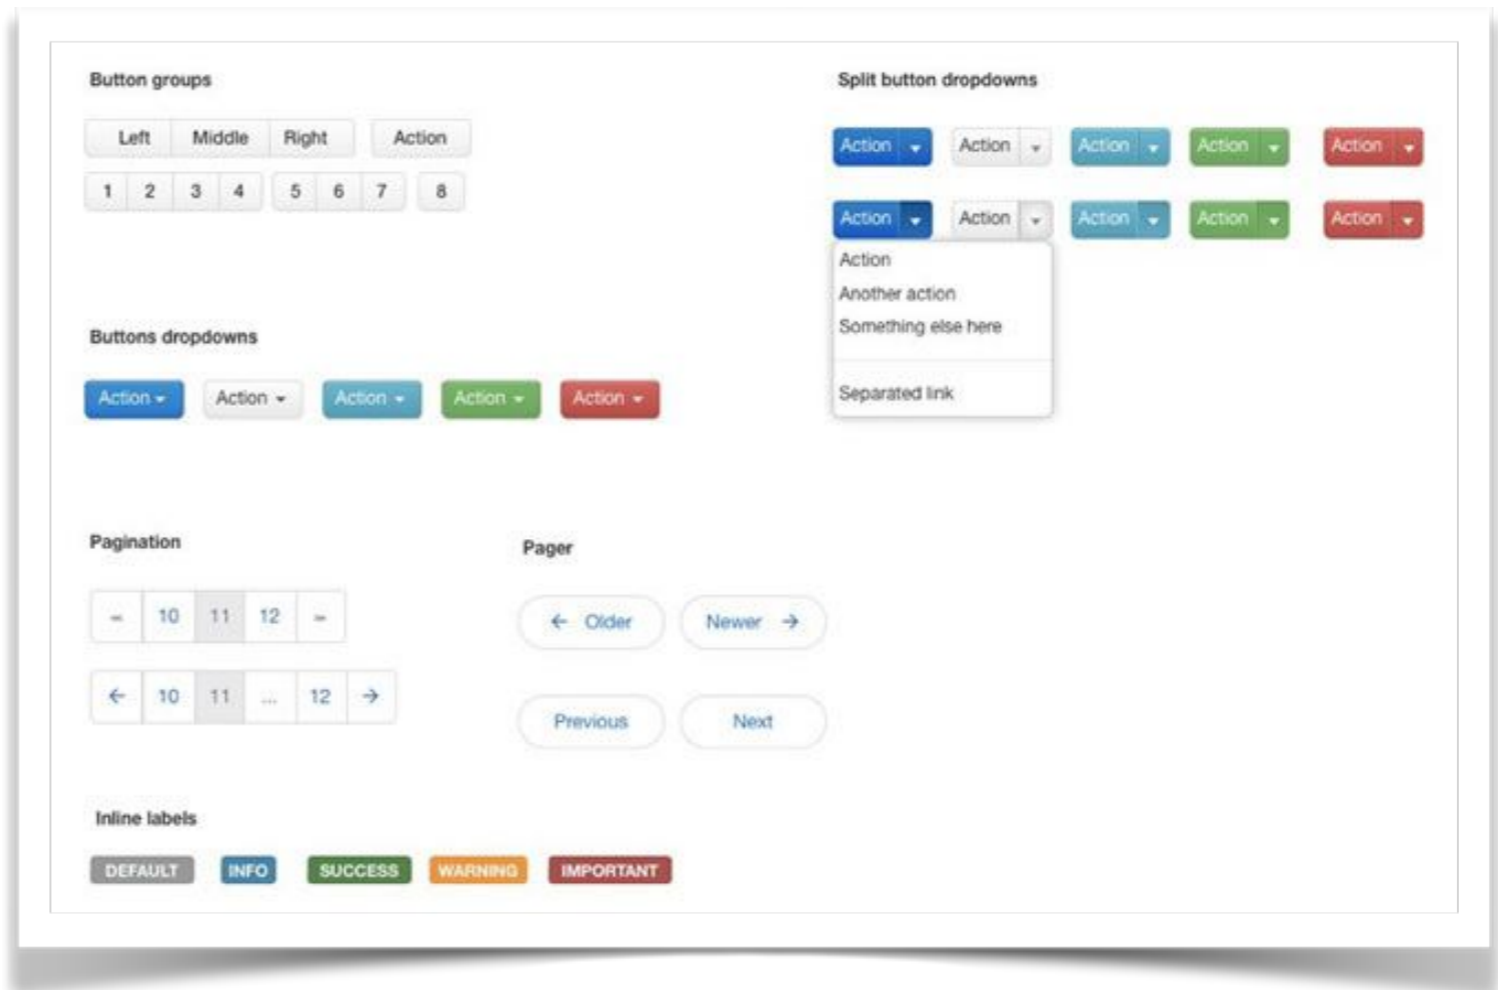 Button groups
Left Middle Right Action
1 2 3 4 5 6 7 8
Split button dropdowns
Action Action Action Action Action
Action Action Action Action Action
Action
Another action
Something else here
Separated link
Buttons dropdowns
Action Action Action Action Action
Pagination
10 11 12
← 10 11 ... 12 →
Pager
← Older Newer →
Previous Next
Inline labels
DEFAULT INFO SUCCESS WARNING IMPORTANT